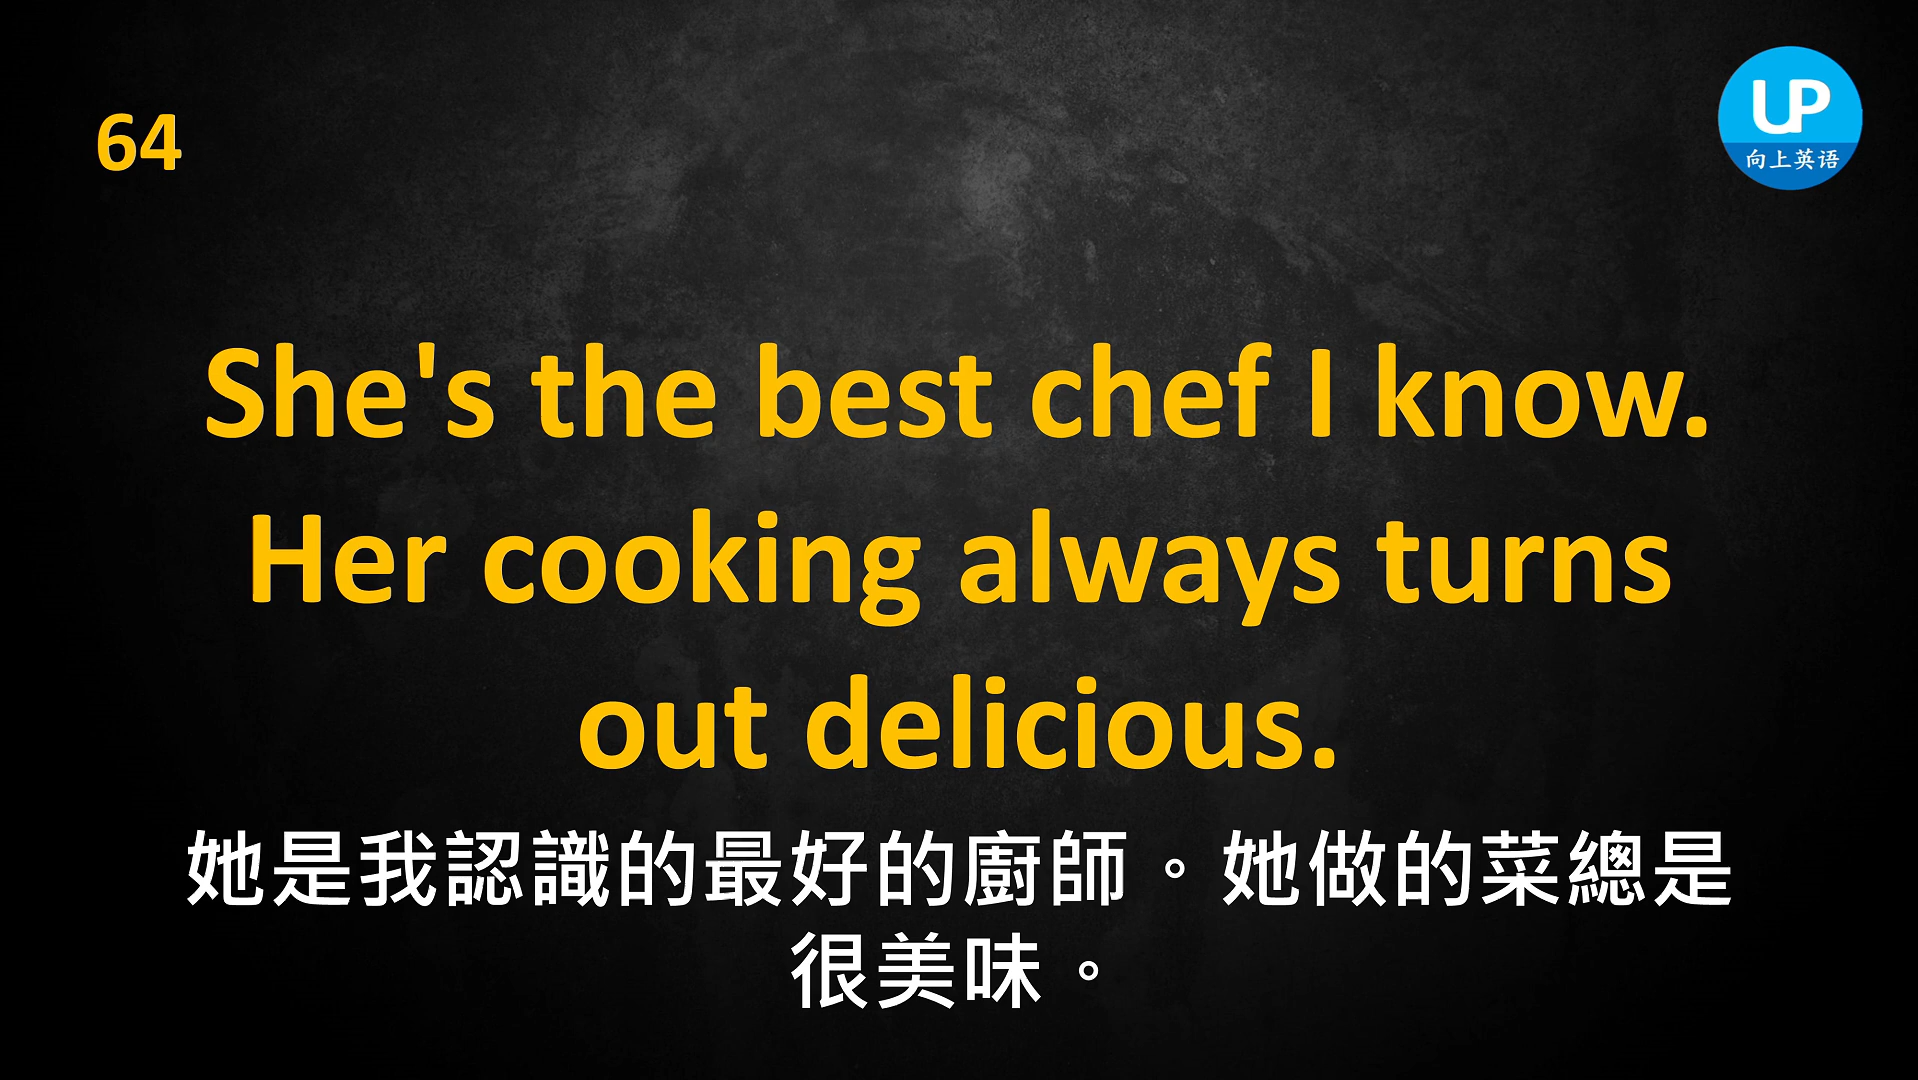 64
UP
向上英语
She's the best chef I know.
Her cooking always turns
out delicious.
她是我認識的最好的廚師。她做的菜總是
很美味。